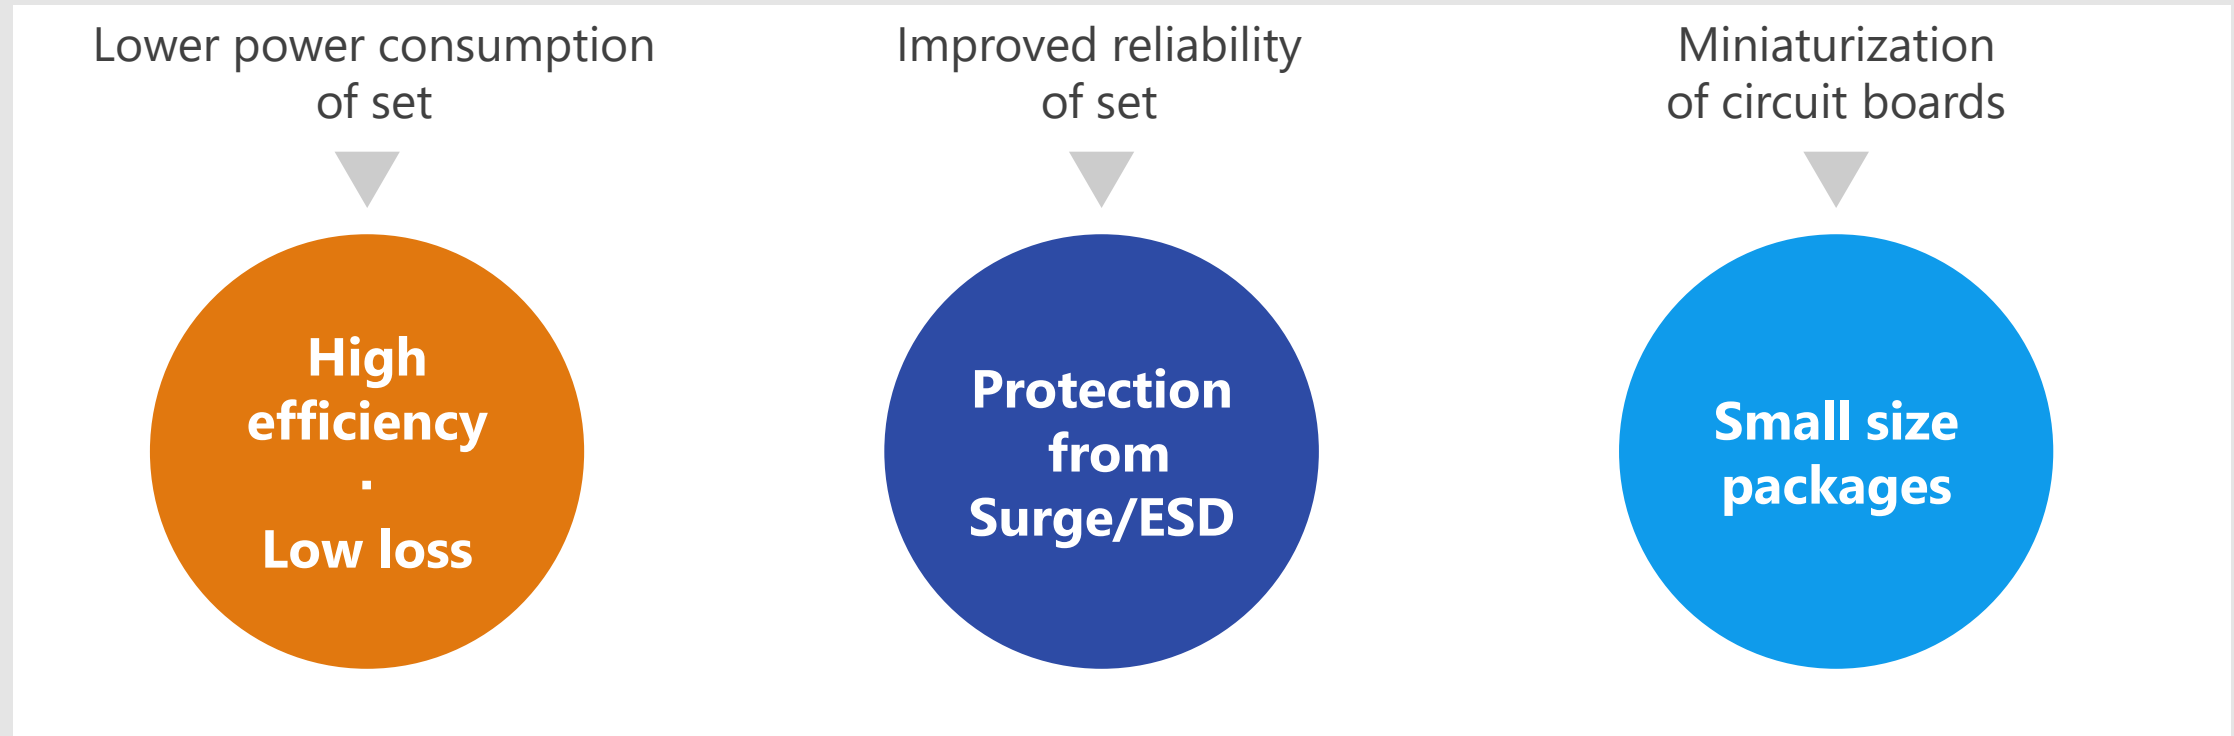 Lower power consumption
of set
Improved reliability
of set
Miniaturization
of circuit boards
High
efficiency
·
Low loss
Protection
from
Surge/ESD
Small size
packages